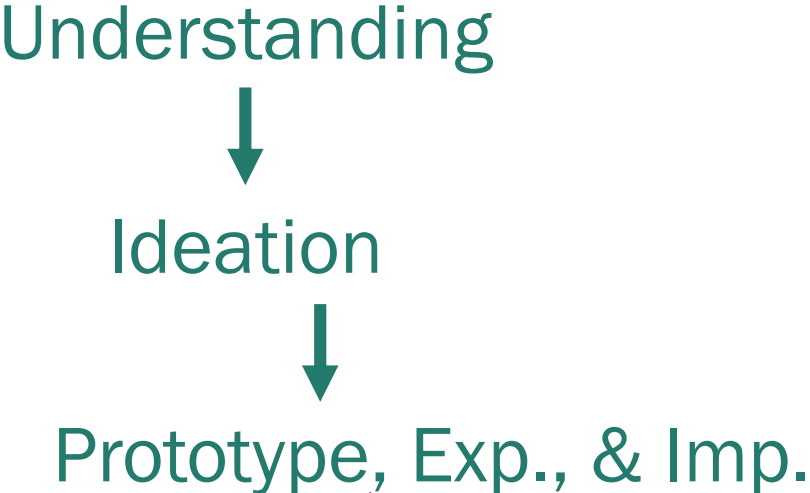 Understanding
Ideation
Prototype, Exp., & Imp.